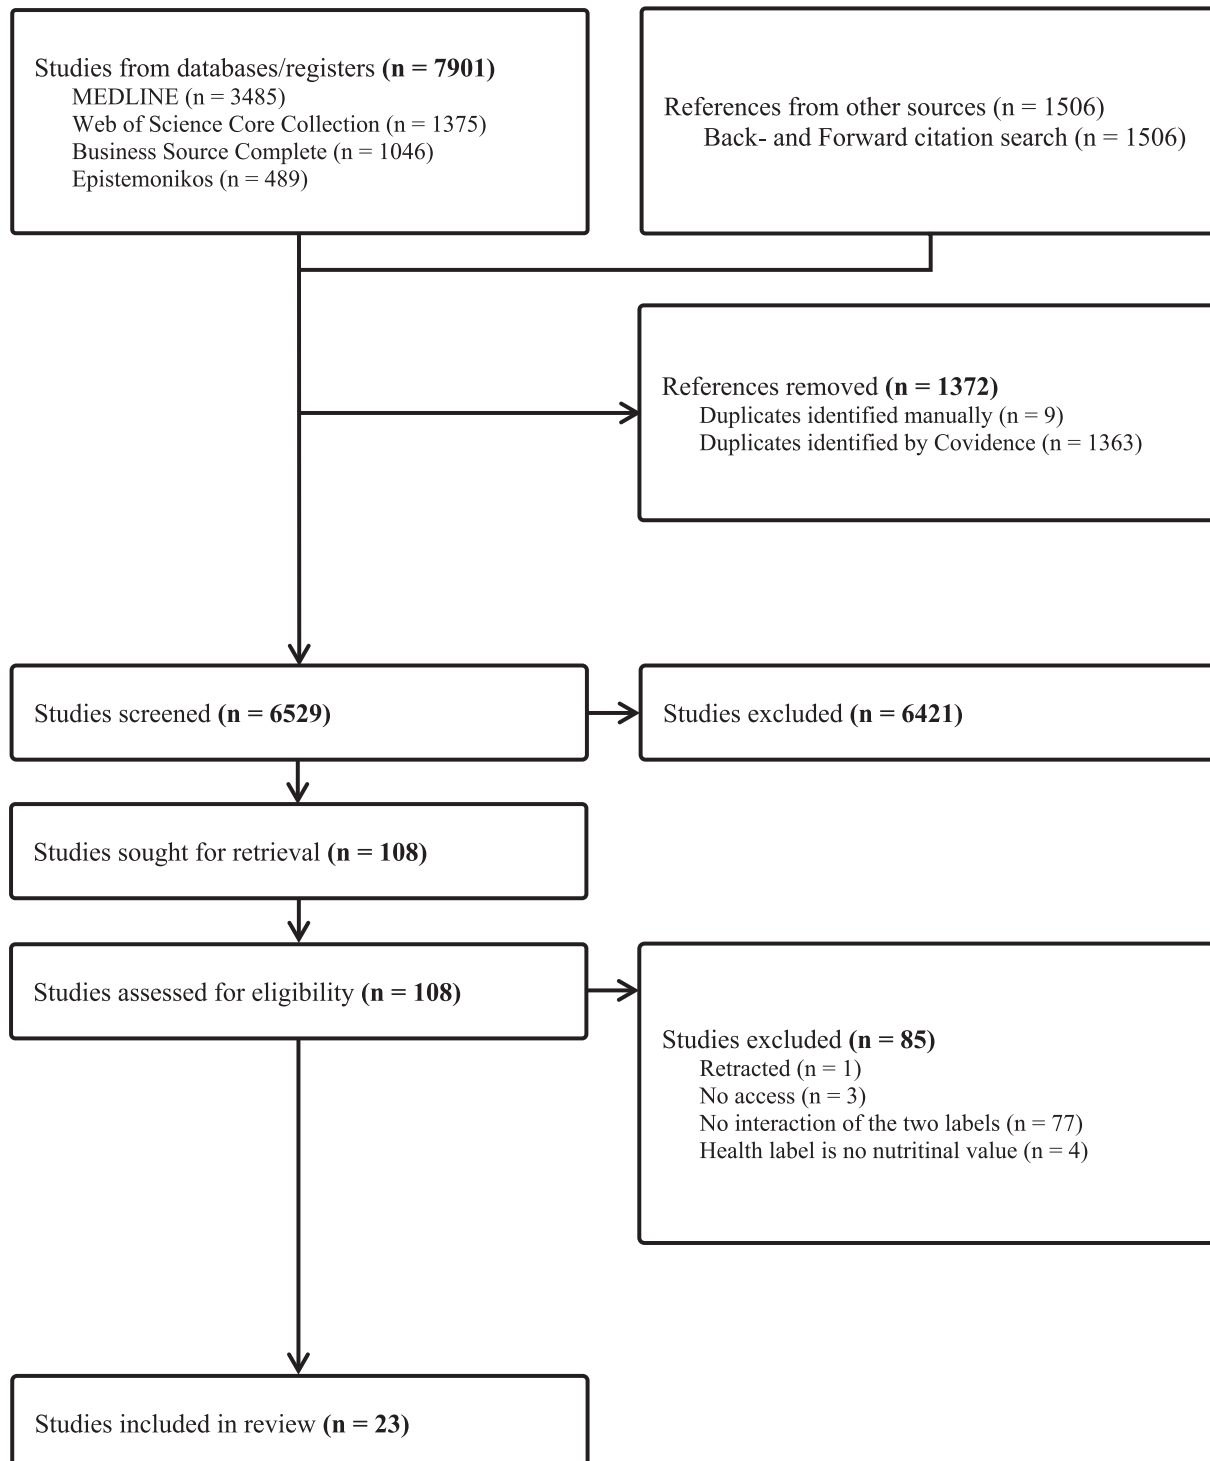 Studies from databases/registers (n = 7901)
MEDLINE (n = 3485)
Web of Science Core Collection (n = 1375)
Business Source Complete (n = 1046)
Epistemonikos (n = 489)
References from other sources (n = 1506)
Back- and Forward citation search (n = 1506)
References removed (n = 1372)
Duplicates identified manually (n = 9)
Duplicates identified by Covidence (n = 1363)
Studies screened (n = 6529)
Studies excluded (n = 6421)
Studies sought for retrieval (n = 108)
Studies assessed for eligibility (n = 108)
Studies excluded (n = 85)
Retracted (n = 1)
No access (n = 3)
No interaction of the two labels (n = 77)
Health label is no nutritinal value (n = 4)
Studies included in review (n = 23)